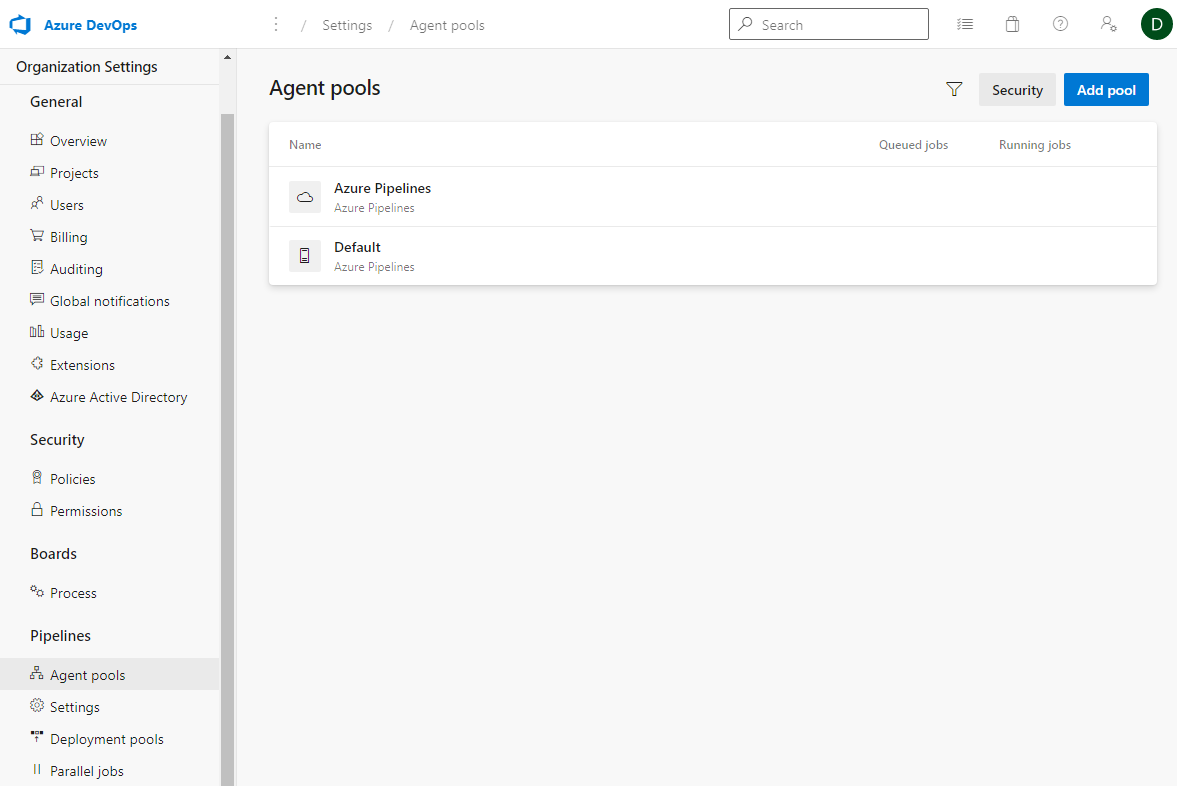 Azure DevOps
/ Settings / Agent pools
Search
D
Organization Settings
General
Overview
Projects
Users
Billing
Auditing
Global notifications
Usage
Extensions
Azure Active Directory
Security
Policies
Permissions
Boards
Process
Pipelines
Agent pools
Settings
Deployment pools
Parallel jobs
Agent pools
Security
Add pool
Name Queued jobs Running jobs
Azure Pipelines
Azure Pipelines
Default
Azure Pipelines